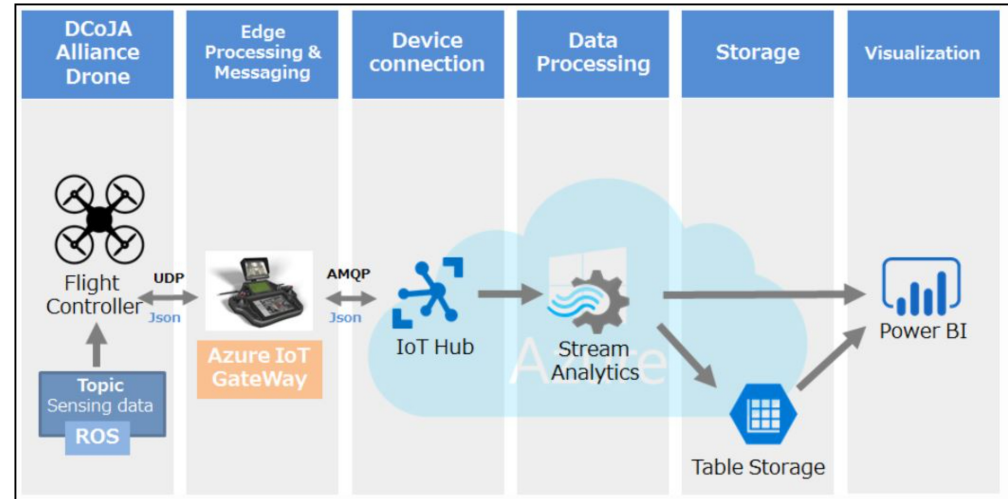 DCoJA
Alliance
Drone
Edge
Processing &
Messaging
Device
connection
Data
Processing
Storage
Visualization
Flight
Controller
UDP
Json
AMQP
Json
Azure IoT
GateWay
IoT Hub
Stream
Analytics
Azure
Power BI
Topic
Sensing data
ROS
Table Storage